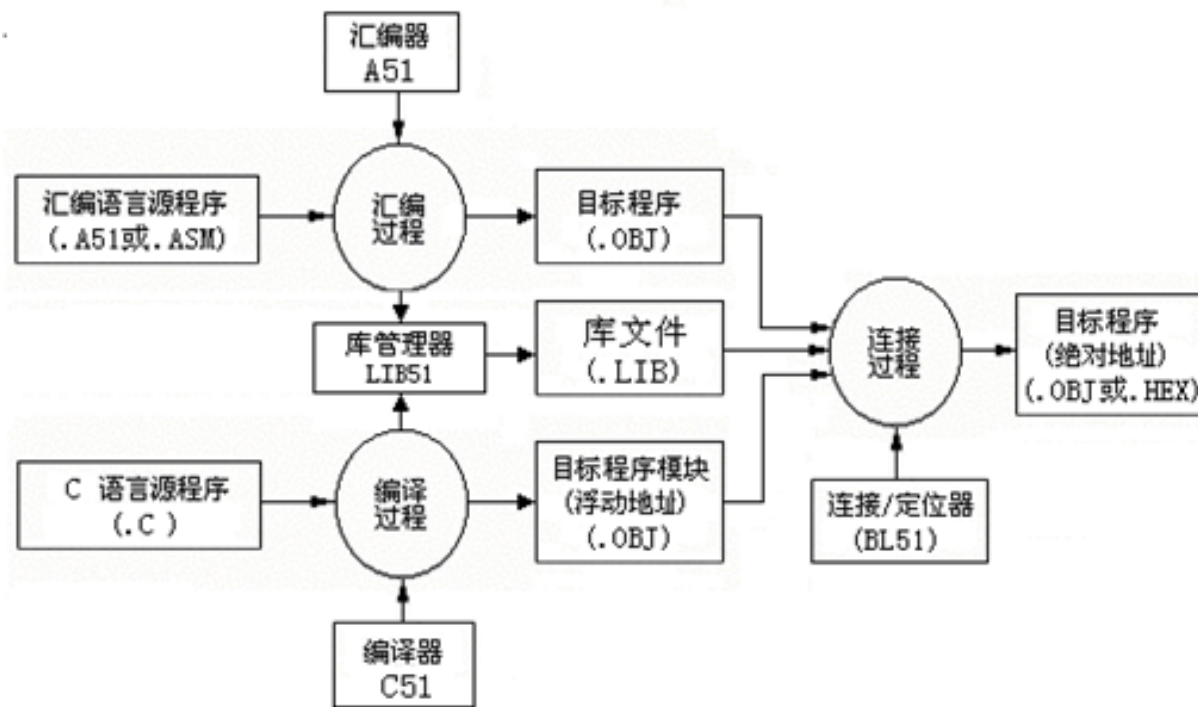 汇编器
A51
汇编语言源程序
(.A51或.ASM)
汇编
过程
目标程序
(.OBJ)
库管理器
LIB51
库文件
(.LIB)
连接
过程
目标程序
(绝对地址)
(.OBJ或.HEX)
C 语言源程序
(.C )
编译
过程
目标程序模块
(浮动地址)
(.OBJ)
连接/定位器
(BL51)
编译器
C51